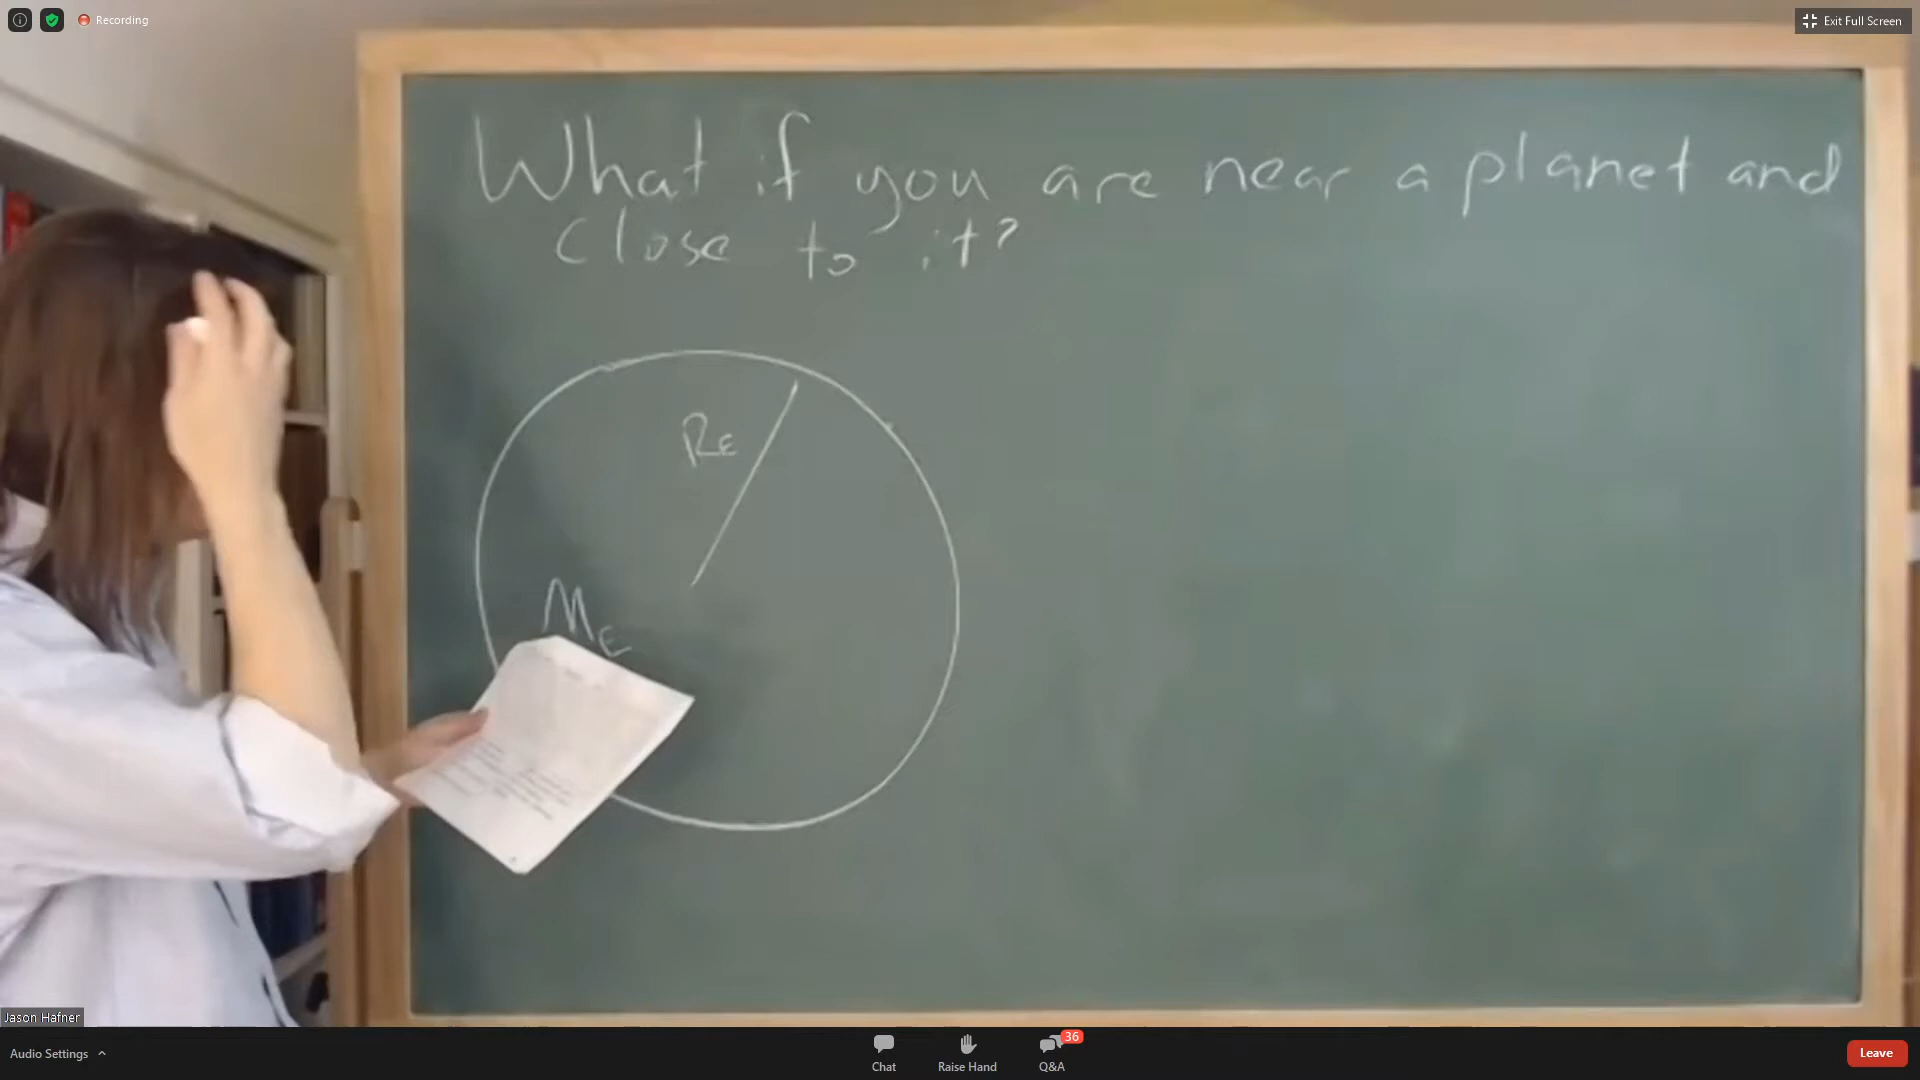 Recording
Exit Full Screen
What if you are near a planet and
close to it?
RE
ME
Jason Hafner
Audio Settings
Chat
Raise Hand
Q&A
36
Leave